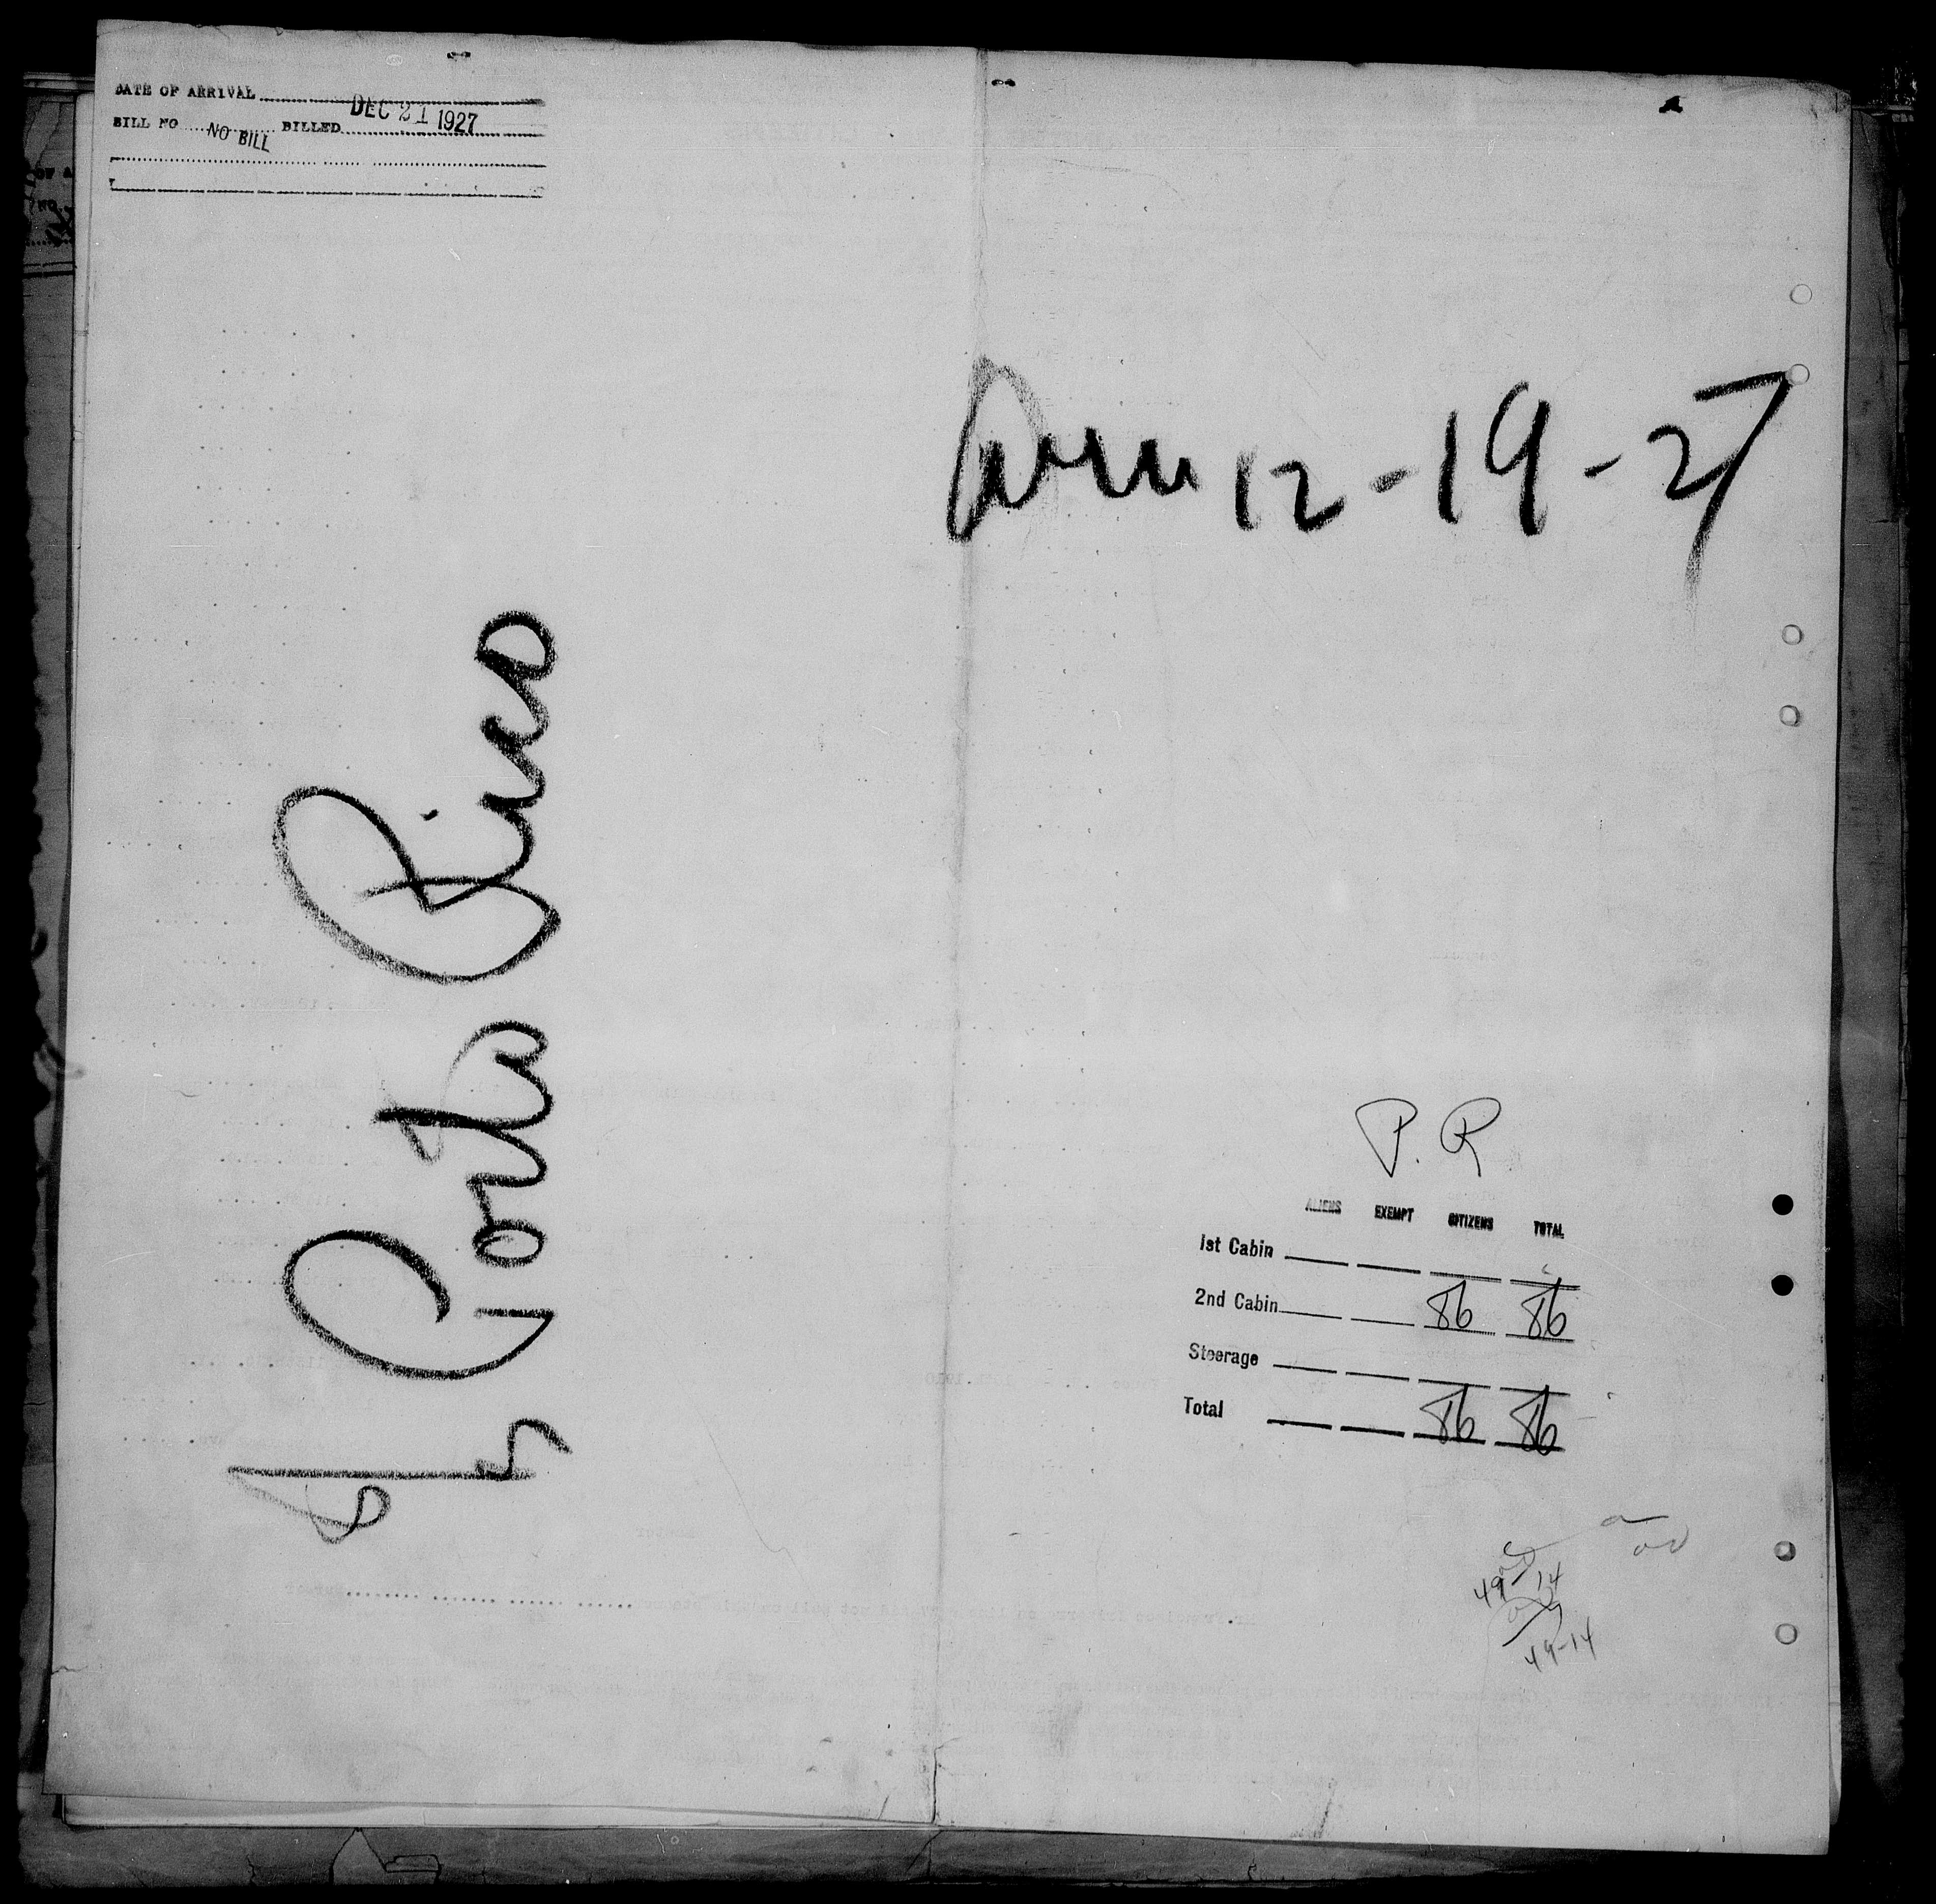 DATE OF ARRIVAL
DEC 21 1927
BILL NO NO BILL BILLED
Arr 12-19-27
SS Porto Rico
P. R
ALIENS EXEMPT CITIZENS TOTAL
1st Cabin
2nd Cabin 86 86
Steerage
Total 86 86
49-14
49-14